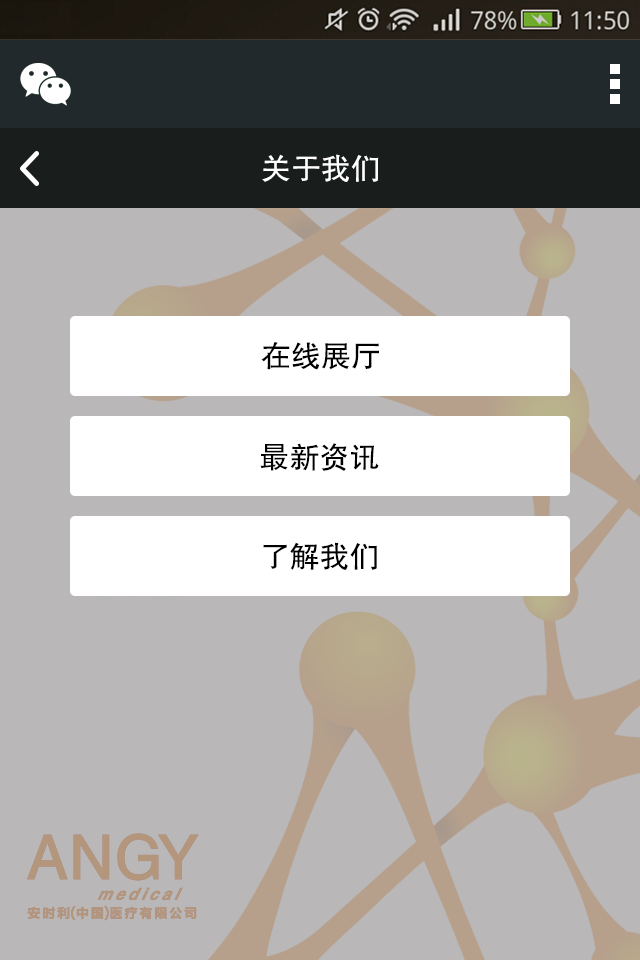 78% 11:50
关于我们
在线展厅
最新资讯
了解我们
ANGY
medical
安时利(中国)医疗有限公司